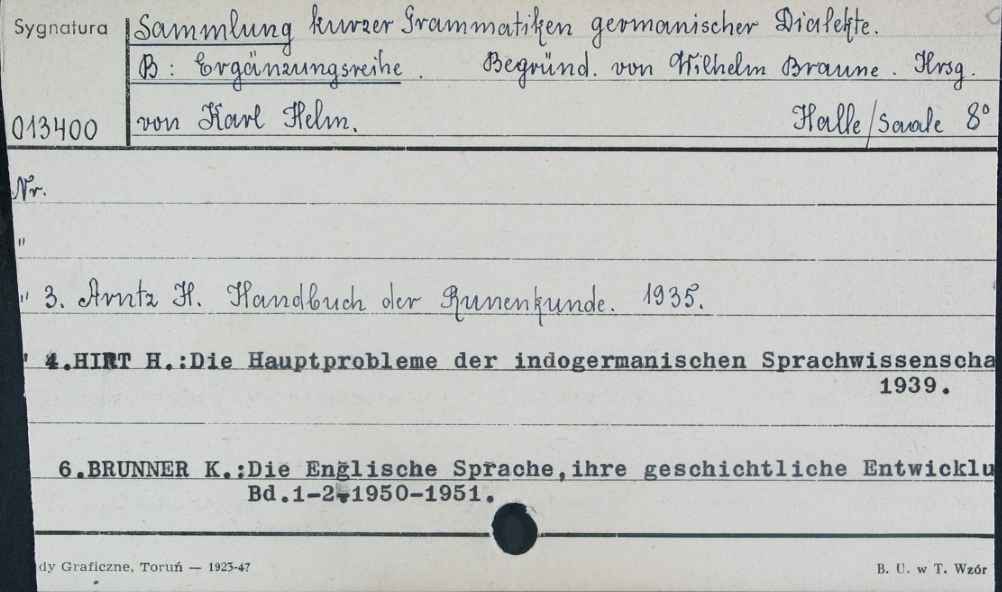 Sygnatura
Sammlung kurzer Grammatiken germanischer Dialekte.
B : Ergänzungsreihe . Begründ. von Wilhelm Braune . Hrsg.
013400 von Karl Helm. Halle/Saale 8°
Nr.
"
" 3. Arntz H. Handbuch der Runenkunde. 1935.
" 4.HIRT H.:Die Hauptprobleme der indogermanischen Sprachwissenscha
1939.
6.BRUNNER K.:Die Englische Sprache,ihre geschichtliche Entwicklu
Bd.1-2.1950-1951.
dy Graficzne, Toruń — 1923-47
B. U. w T. Wzór